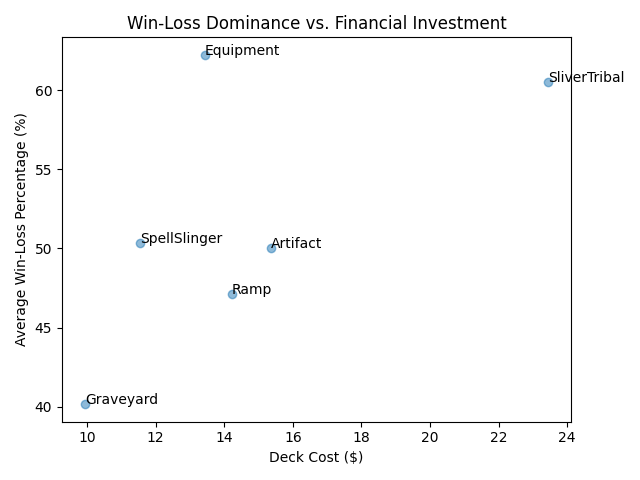 Win-Loss Dominance vs. Financial Investment
Equipment
SliverTribal
SpellSlinger
Artifact
Ramp
Graveyard
Average Win-Loss Percentage (%)
60
55
50
45
40
10 12 14 16 18 20 22 24
Deck Cost ($)